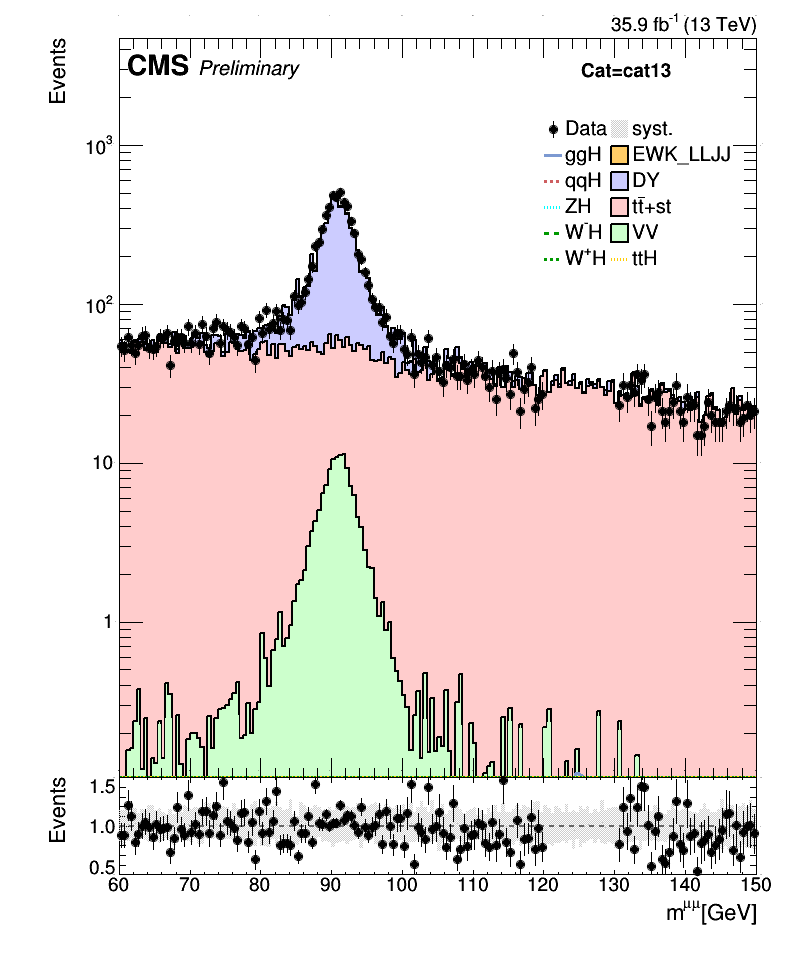 35.9 fb⁻¹ (13 TeV)
Events
CMS Preliminary
Cat=cat13
Data syst.
ggH EWK_LLJJ
qqH DY
ZH tt̄+st
W⁻H VV
W⁺H ttH
10³
10²
10
1
Events
1.5
1.0
0.5
60 70 80 90 100 110 120 130 140 150
m^μμ [GeV]